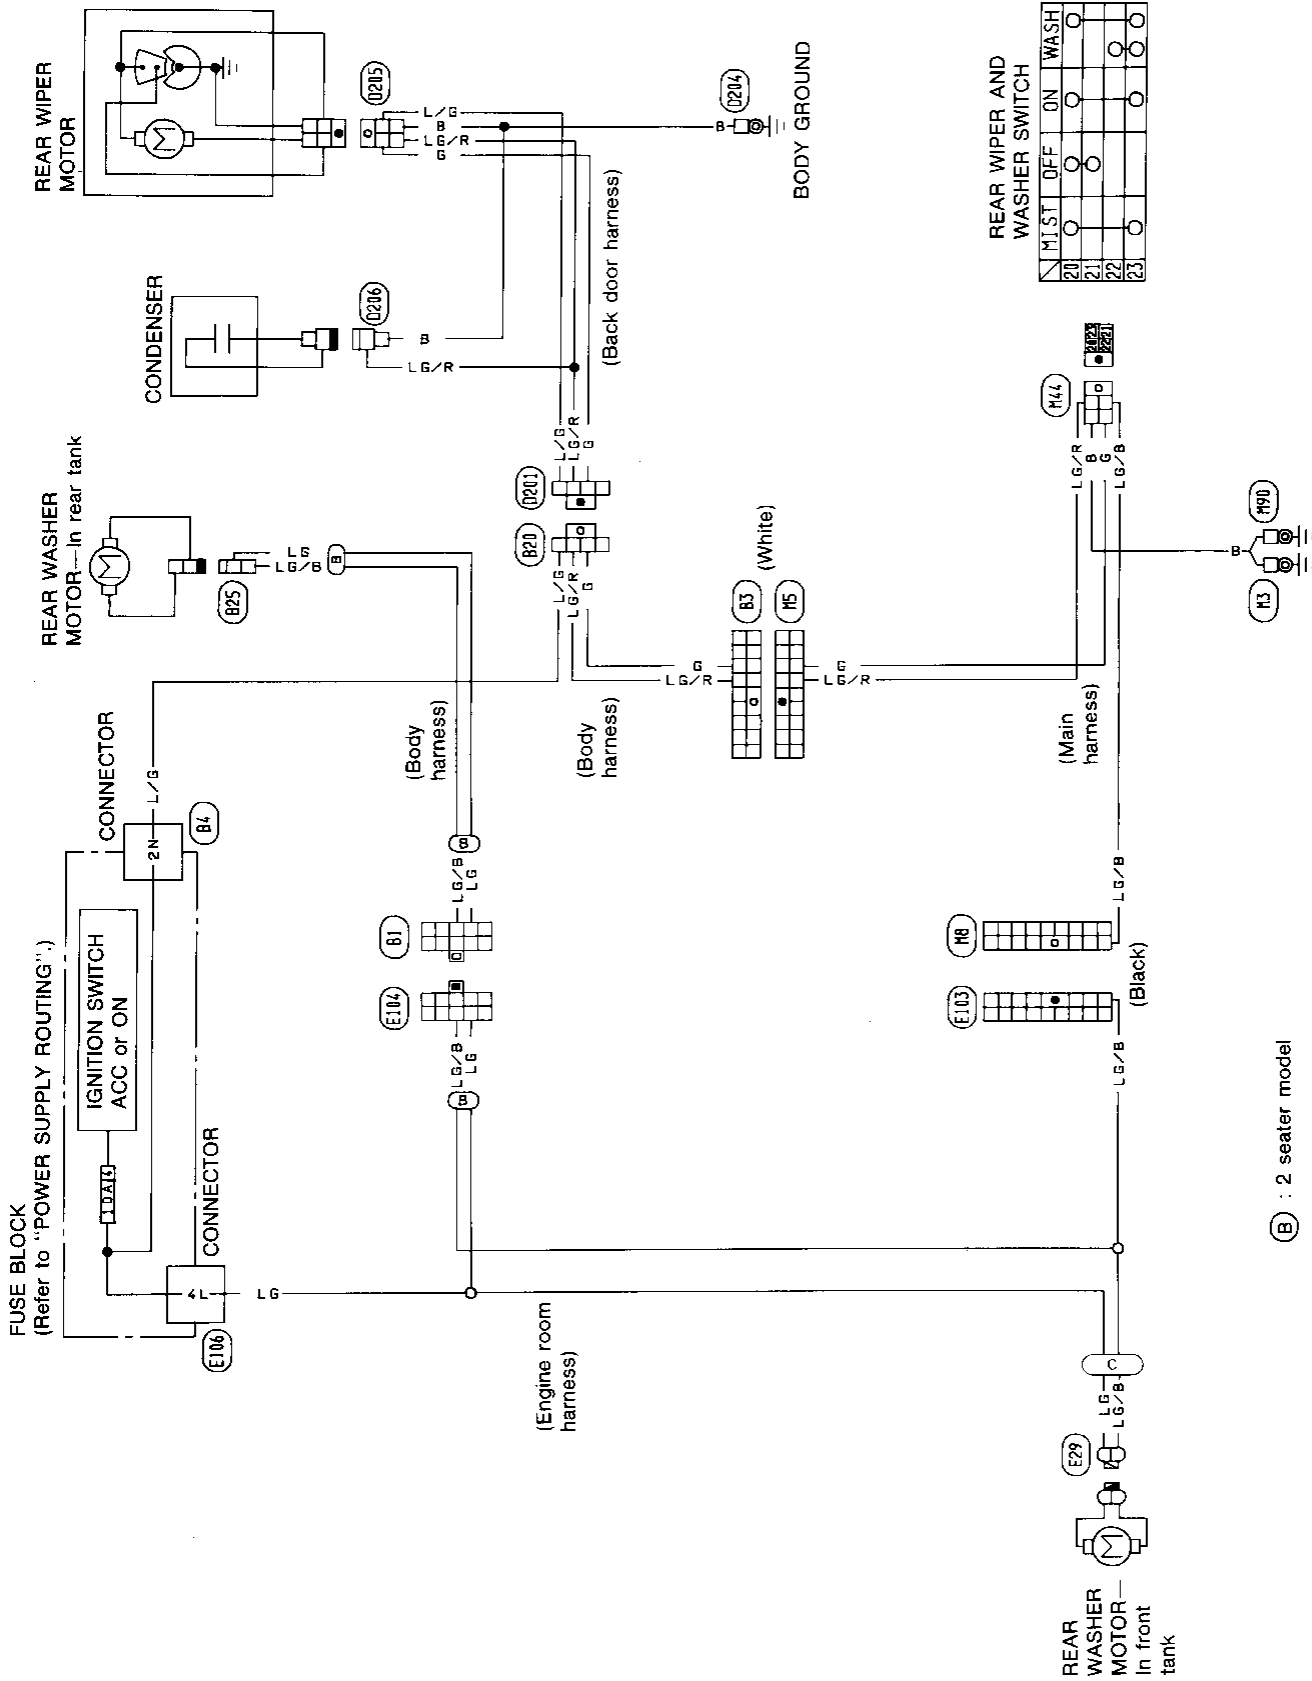 FUSE BLOCK
(Refer to "POWER SUPPLY ROUTING".)
IGNITION SWITCH
ACC or ON
10A
CONNECTOR
2N
B4
L/G
CONNECTOR
4L
E106
LG
REAR WASHER
MOTOR—In rear tank
B25
LG
LG/B
B
CONDENSER
D206
B
LG/R
REAR WIPER
MOTOR
M
D205
L/G
B
LG/R
G
B
D204
BODY GROUND
(Back door harness)
D201
L/G
LG/R
G
B20
L/G
LG/R
G
(Body
harness)
(Body
harness)
B
LG/B
LG
B1
E104
LG/B
LG
B
(Engine room
harness)
G
LG/R
B3
M5
(White)
G
LG/R
(Main
harness)
REAR WIPER AND
WASHER SWITCH
MIST OFF ON WASH
20
21
22
23
M44
LG/R
B
G
LG/B
B
M3
M90
LG/B
M8
E103
(Black)
LG/B
C
LG
LG/B
E29
M
REAR
WASHER
MOTOR—
In front
tank
B : 2 seater model